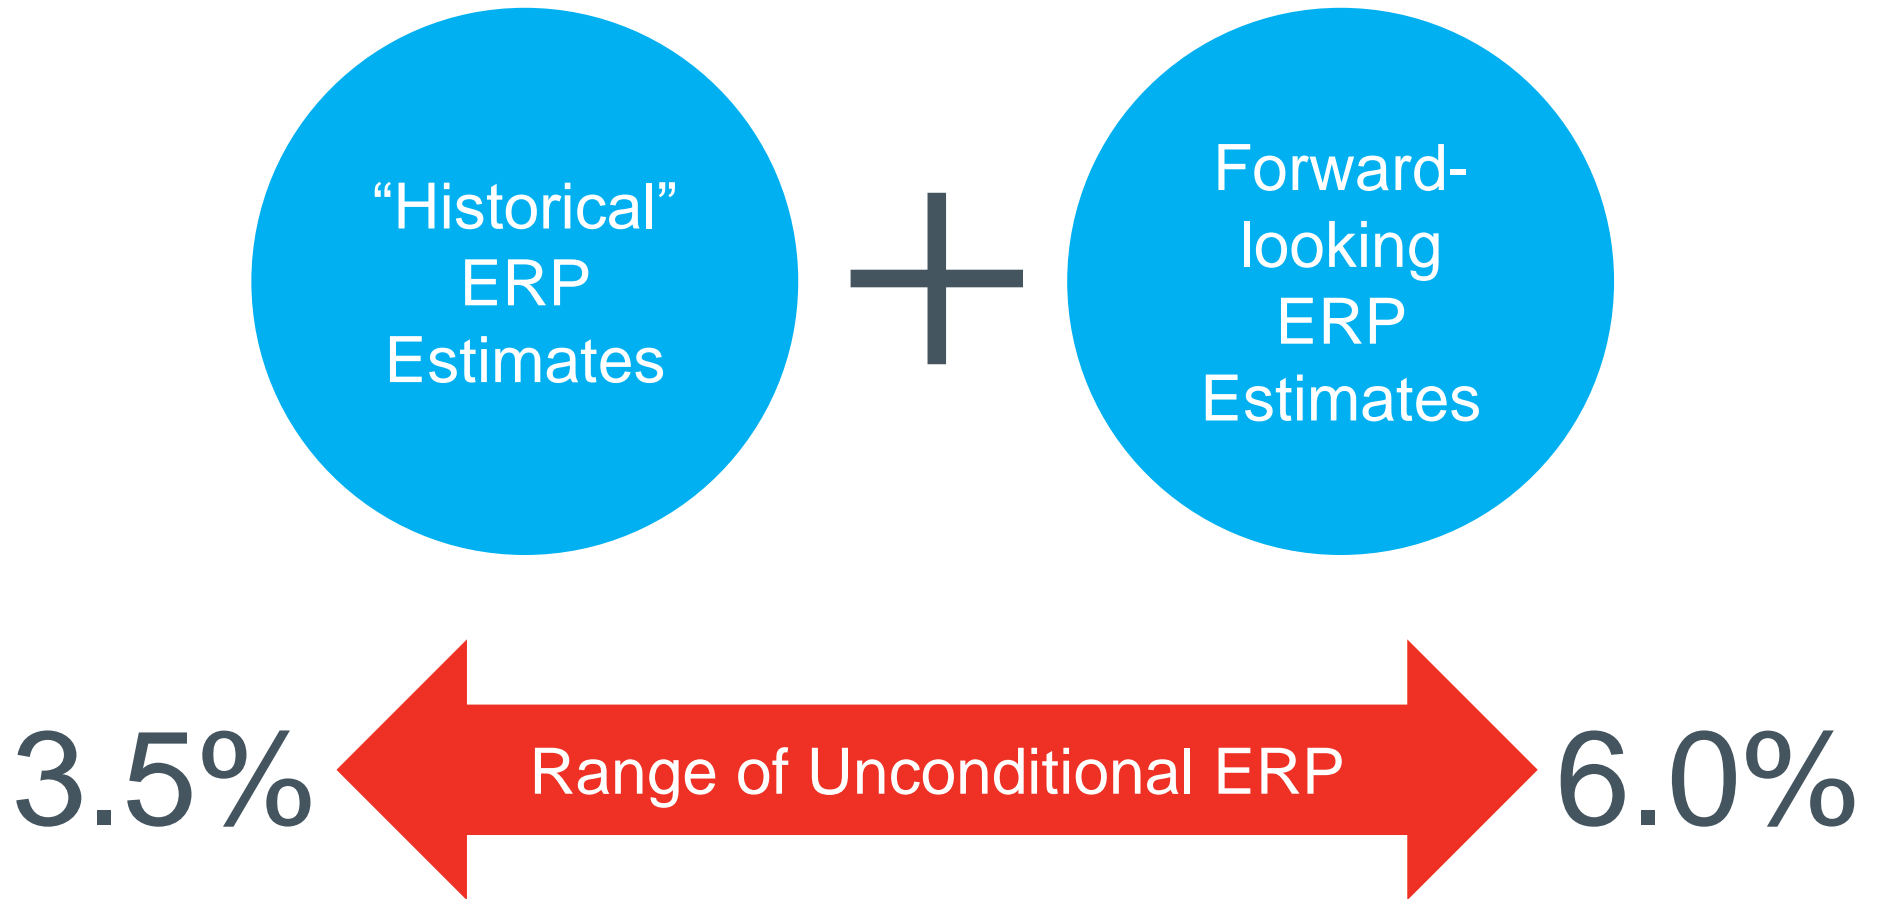 “Historical”
ERP
Estimates
Forward-
looking
ERP
Estimates
3.5%
Range of Unconditional ERP
6.0%